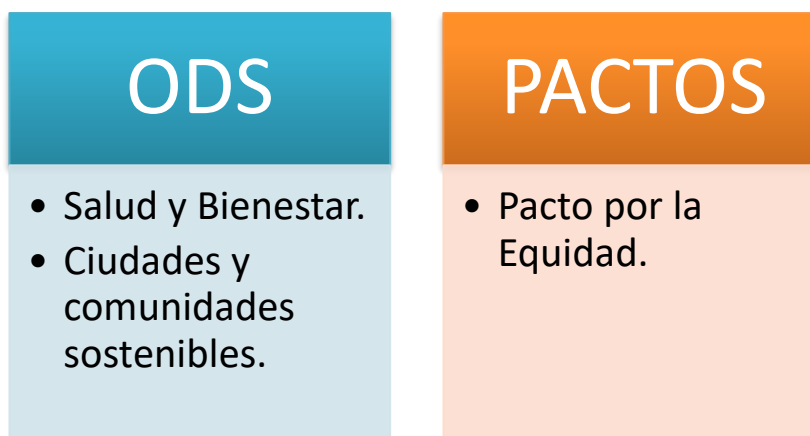 ODS
• Salud y Bienestar.
• Ciudades y
comunidades
sostenibles.
PACTOS
• Pacto por la
Equidad.